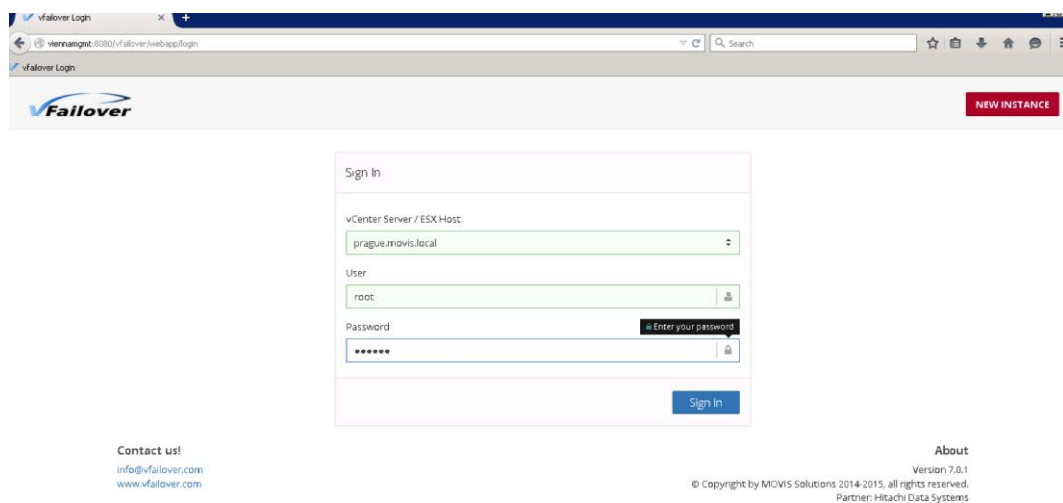 vfailover Login
viennamgmt:8080/vfailover/webapp/login
Search
vfailover Login
VFailover
NEW INSTANCE
Sign In
vCenter Server / ESX Host
prague.movis.local
User
root
Password
Enter your password
••••••
Sign in
Contact us!
info@vfailover.com
www.vfailover.com
About
Version 7.0.1
© Copyright by MOVIS Solutions 2014-2015, all rights reserved.
Partner: Hitachi Data Systems